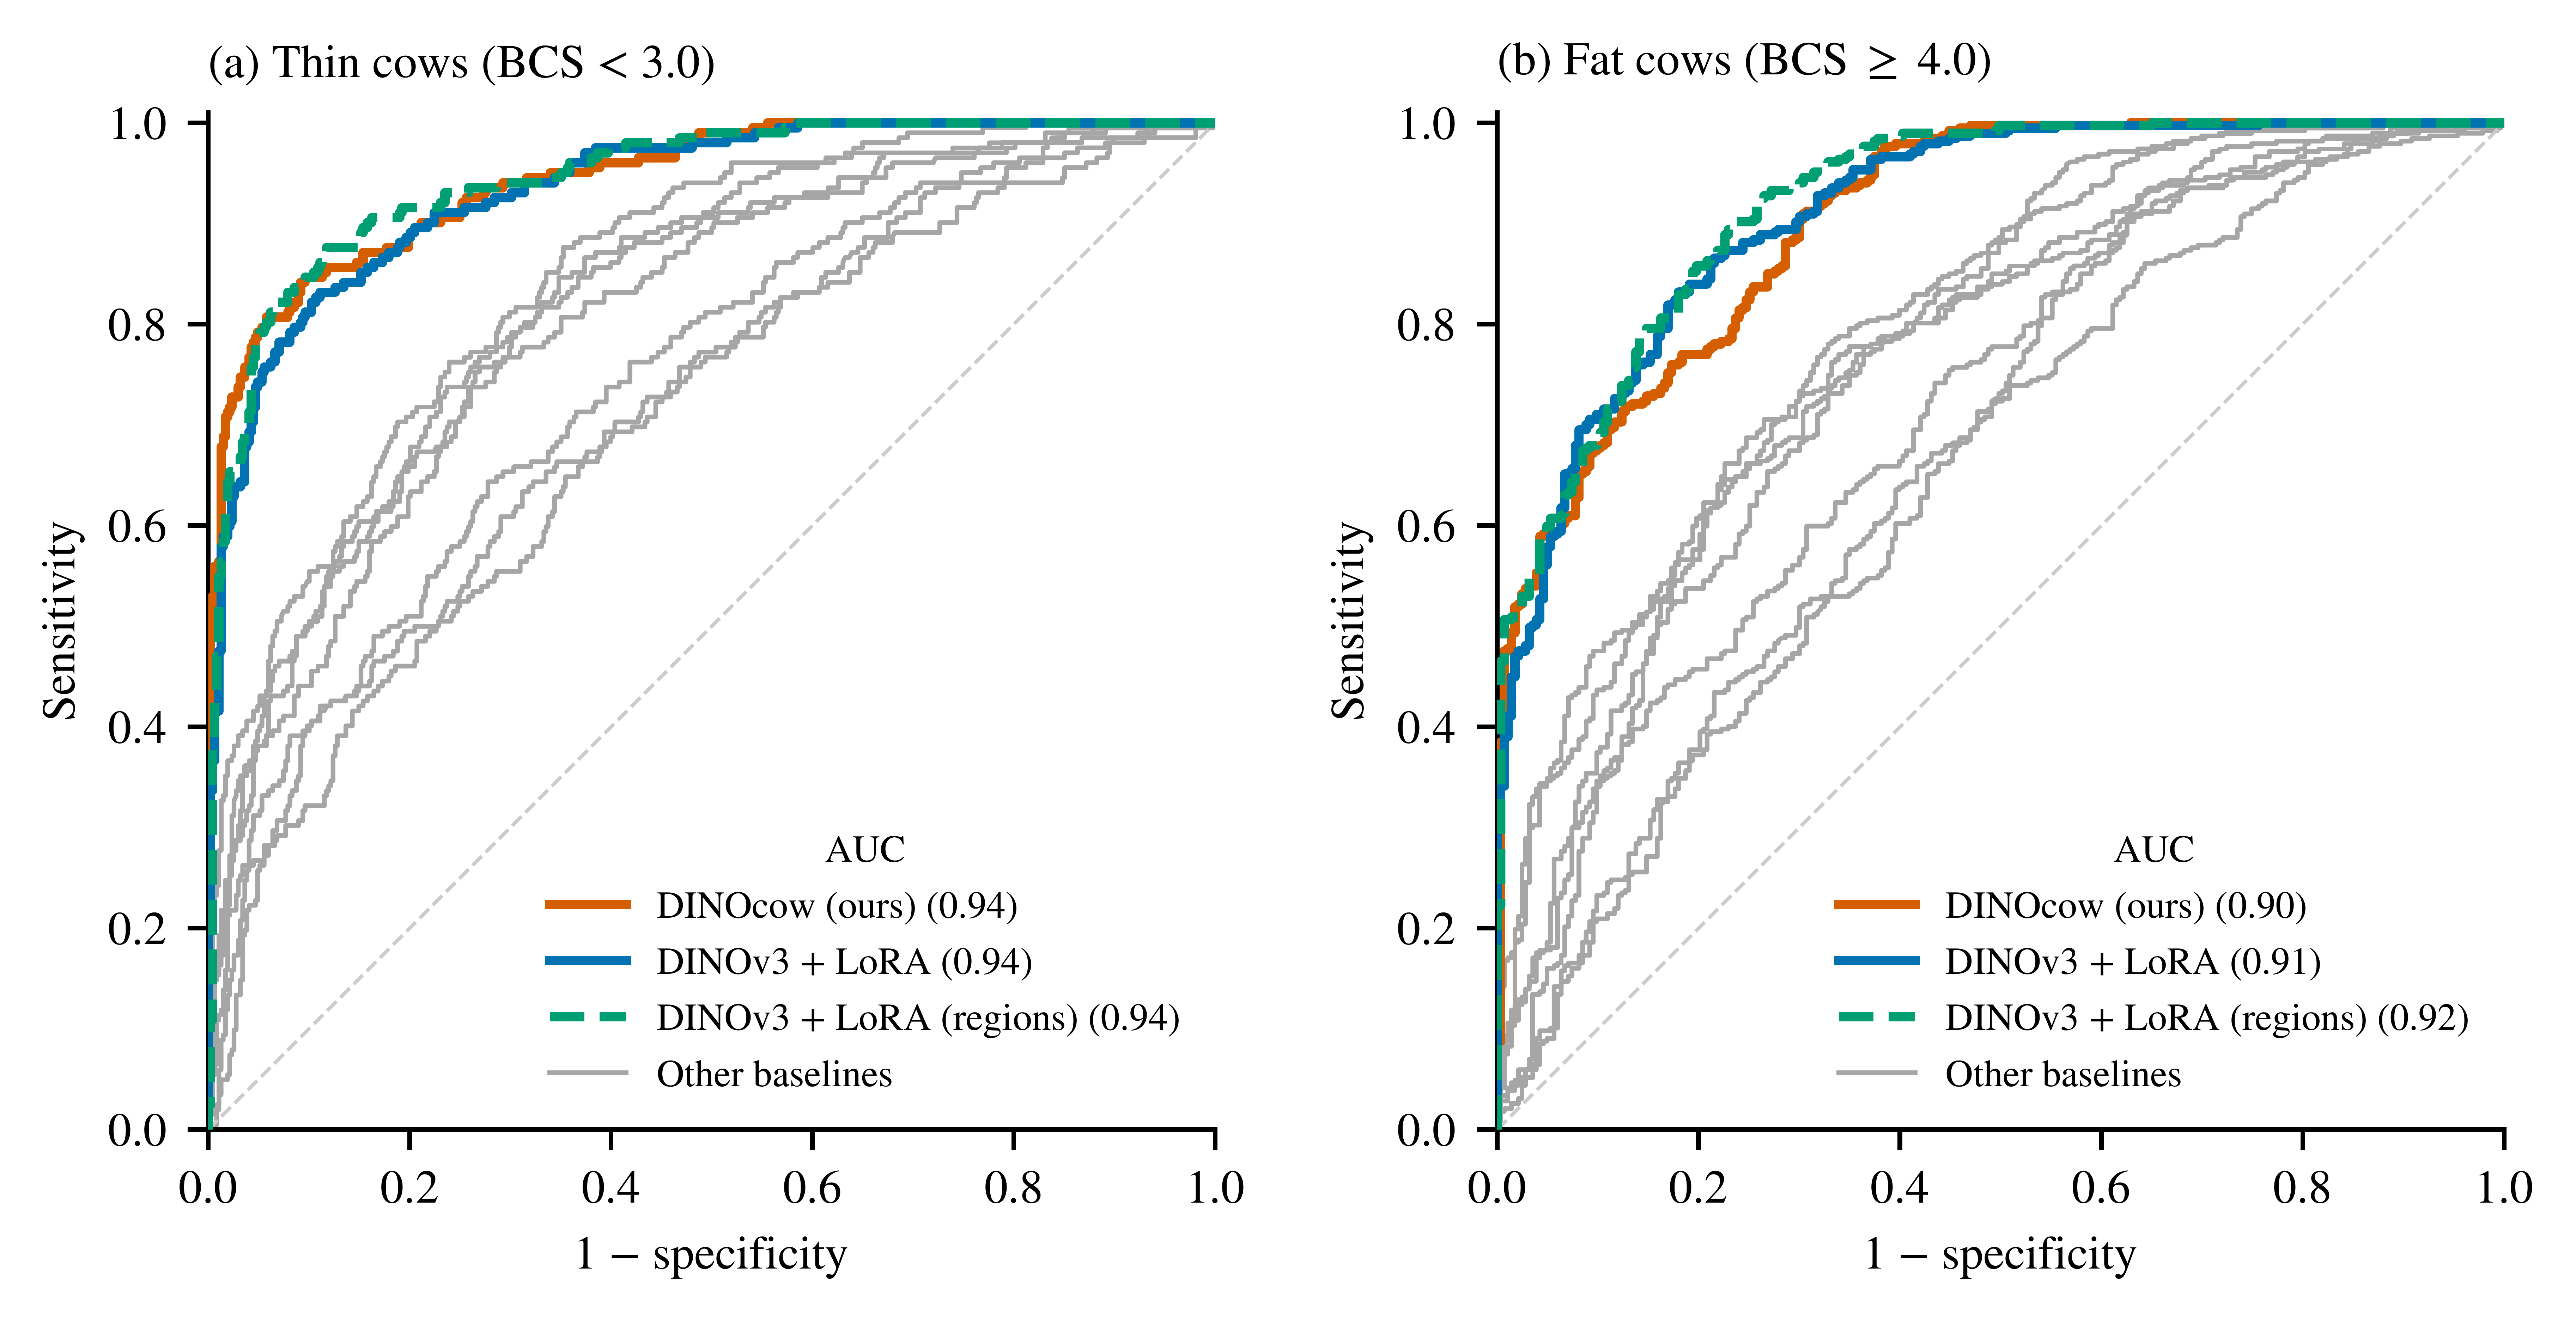 (a) Thin cows (BCS < 3.0)
1.0
0.8
0.6
0.4
0.2
0.0
Sensitivity
0.0 0.2 0.4 0.6 0.8 1.0
1 − specificity
AUC
DINOcow (ours) (0.94)
DINOv3 + LoRA (0.94)
DINOv3 + LoRA (regions) (0.94)
Other baselines
(b) Fat cows (BCS ≥ 4.0)
1.0
0.8
0.6
0.4
0.2
0.0
Sensitivity
0.0 0.2 0.4 0.6 0.8 1.0
1 − specificity
AUC
DINOcow (ours) (0.90)
DINOv3 + LoRA (0.91)
DINOv3 + LoRA (regions) (0.92)
Other baselines